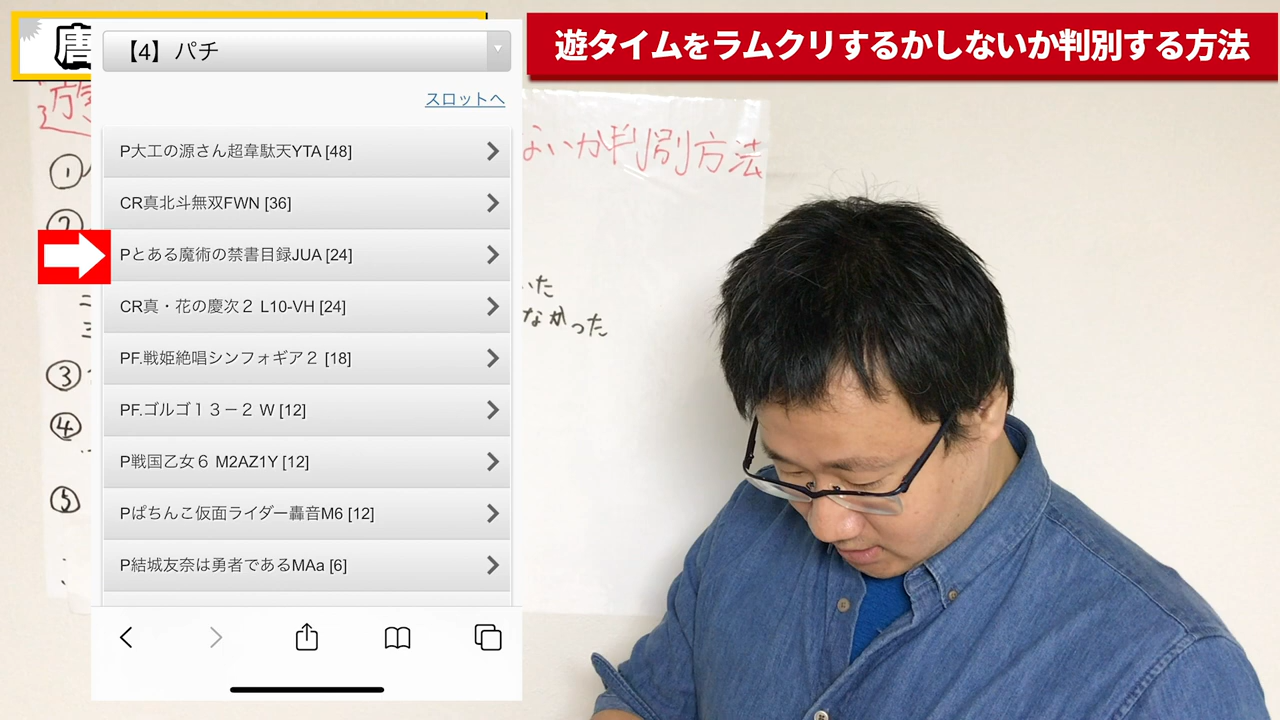 唐
遊タイムをラムクリするかしないか判別する方法
【4】パチ
スロットへ
P大工の源さん超韋駄天YTA [48]
CR真北斗無双FWN [36]
Pとある魔術の禁書目録JUA [24]
CR真・花の慶次２ L10-VH [24]
PF.戦姫絶唱シンフォギア２ [18]
PF.ゴルゴ１３－２ W [12]
P戦国乙女６ M2AZ1Y [12]
Pぱちんこ仮面ライダー轟音M6 [12]
P結城友奈は勇者であるMAa [6]
遊
ないか判別方法
①
②
いた
なかった
③
④
⑤